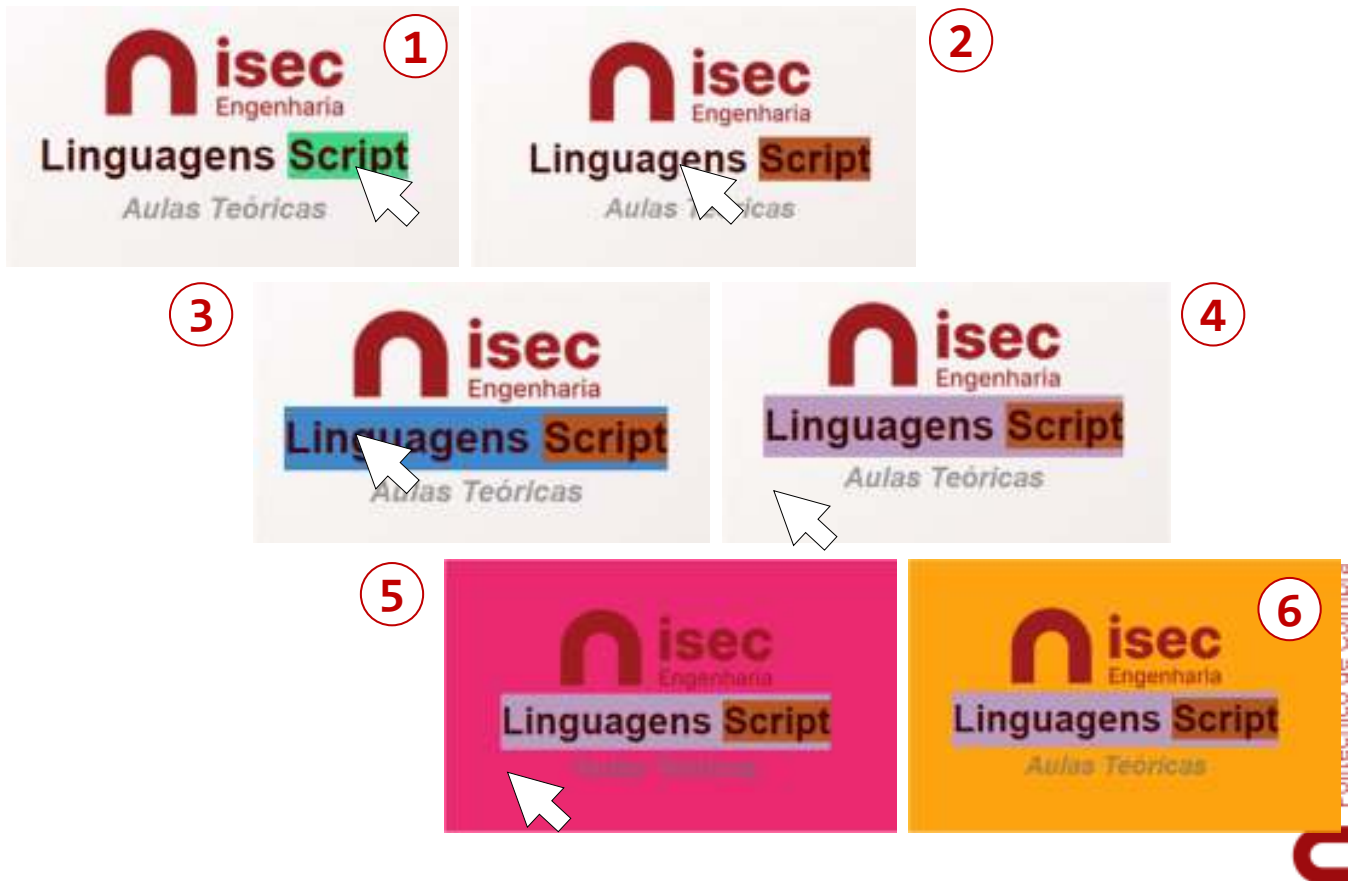 1
isec
Engenharia
Linguagens Script
Aulas Teóricas
2
isec
Engenharia
Linguagens Script
Aulas
3
isec
Engenharia
Linguagens Script
Aulas Teóricas
4
isec
Engenharia
Linguagens Script
Aulas Teóricas
5
isec
Engenharia
Linguagens Script
Aulas Teóricas
6
isec
Engenharia
Linguagens Script
Aulas Teóricas